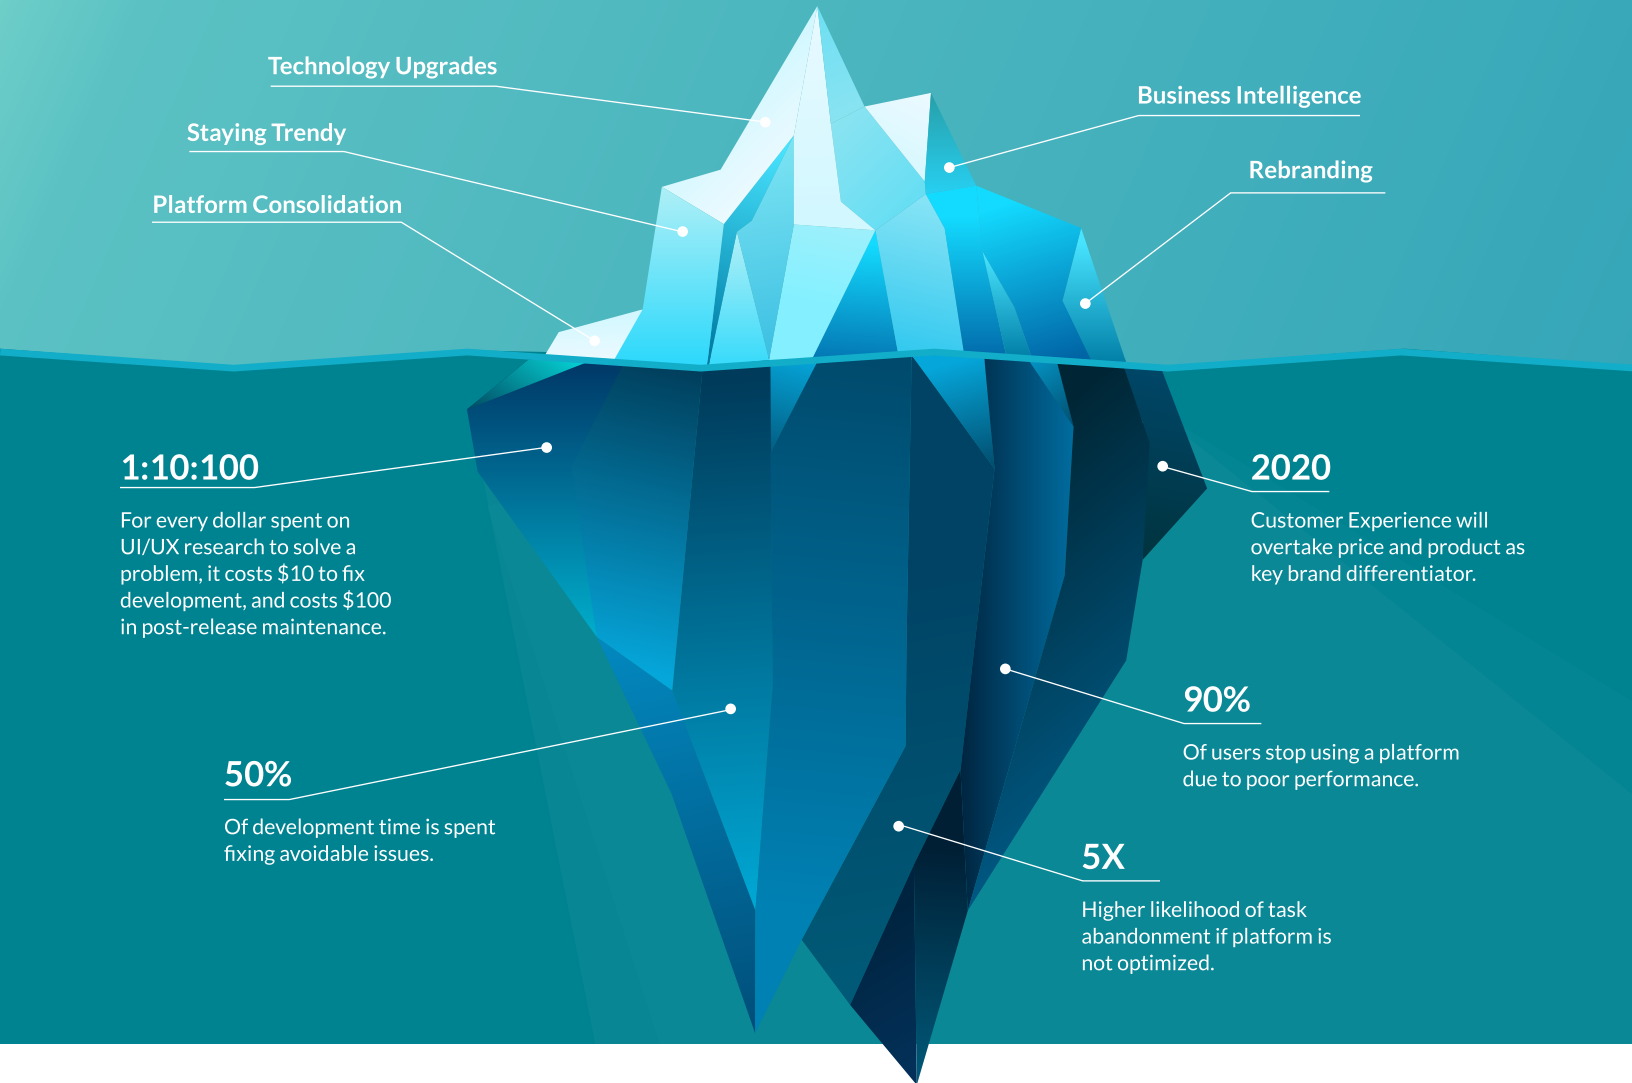 Technology Upgrades
Staying Trendy
Platform Consolidation
Business Intelligence
Rebranding
1:10:100
For every dollar spent on
UI/UX research to solve a
problem, it costs $10 to fix
development, and costs $100
in post-release maintenance.
50%
Of development time is spent
fixing avoidable issues.
2020
Customer Experience will
overtake price and product as
key brand differentiator.
90%
Of users stop using a platform
due to poor performance.
5X
Higher likelihood of task
abandonment if platform is
not optimized.